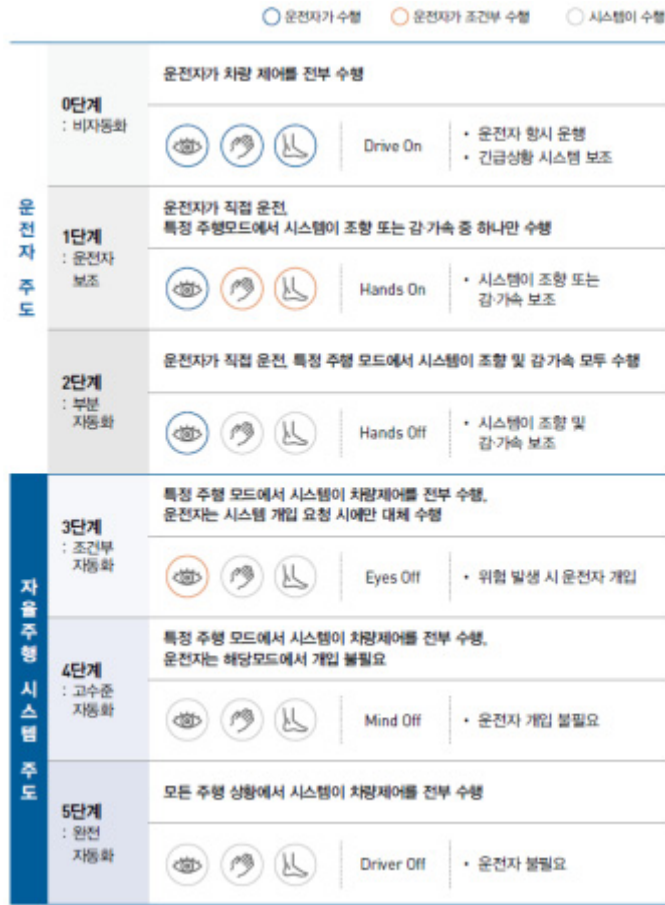 운전자가 수행 운전자가 조건부 수행 시스템이 수행
운전자 주도
0단계
: 비자동화
운전자가 차량 제어를 전부 수행
Drive On
• 운전자 항시 운행
• 긴급상황 시스템 보조
1단계
: 운전자
보조
운전자가 직접 운전,
특정 주행모드에서 시스템이 조향 또는 감·가속 중 하나만 수행
Hands On
• 시스템이 조향 또는
감·가속 보조
2단계
: 부분
자동화
운전자가 직접 운전, 특정 주행 모드에서 시스템이 조향 및 감·가속 모두 수행
Hands Off
• 시스템이 조향 및
감·가속 보조
자율주행 시스템 주도
3단계
: 조건부
자동화
특정 주행 모드에서 시스템이 차량제어를 전부 수행,
운전자는 시스템 개입 요청 시에만 대체 수행
Eyes Off
• 위험 발생 시 운전자 개입
4단계
: 고수준
자동화
특정 주행 모드에서 시스템이 차량제어를 전부 수행,
운전자는 해당모드에서 개입 불필요
Mind Off
• 운전자 개입 불필요
5단계
: 완전
자동화
모든 주행 상황에서 시스템이 차량제어를 전부 수행
Driver Off
• 운전자 불필요